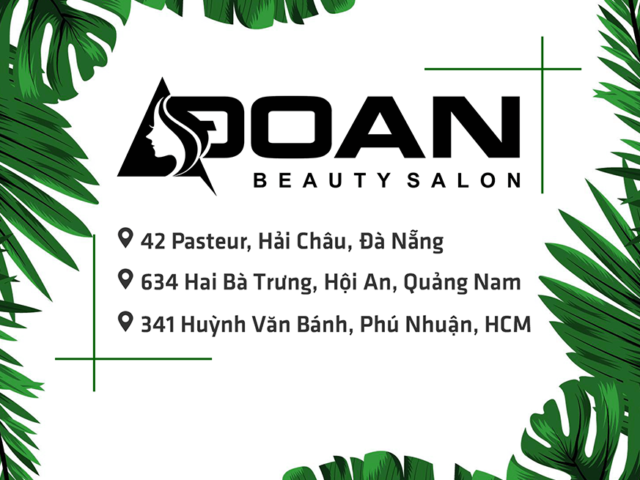 ĐOAN
BEAUTY SALON
42 Pasteur, Hải Châu, Đà Nẵng
634 Hai Bà Trưng, Hội An, Quảng Nam
341 Huỳnh Văn Bánh, Phú Nhuận, HCM